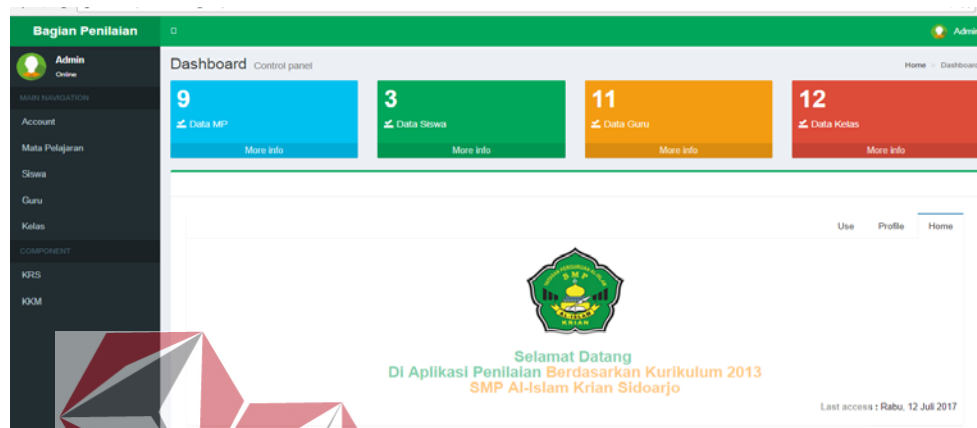 Bagian Penilaian
Admin
Admin
Online
Dashboard Control panel
Home > Dashboard
MAIN NAVIGATION
Account
Mata Pelajaran
Siswa
Guru
Kelas
COMPONENT
KRS
KKM
9
Data MP
More info
3
Data Siswa
More info
11
Data Guru
More info
12
Data Kelas
More info
Use Profile Home
SMP
AL-ISLAM
KRIAN
Selamat Datang
Di Aplikasi Penilaian Berdasarkan Kurikulum 2013
SMP Al-Islam Krian Sidoarjo
Last access : Rabu, 12 Juli 2017